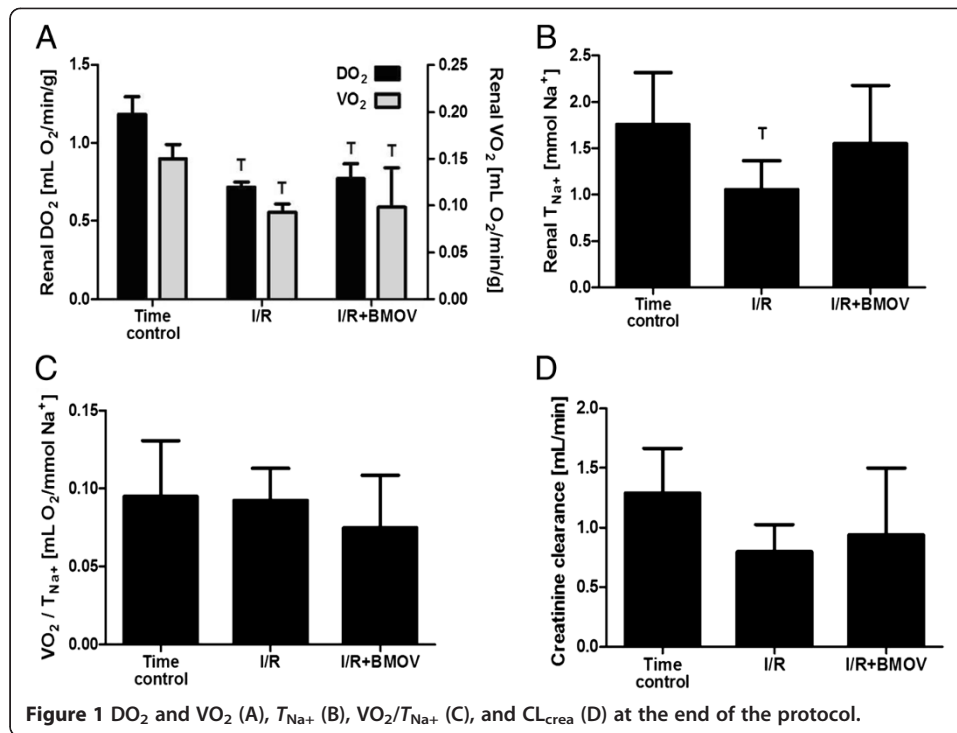 A
B
Renal DO₂ [mL O₂/min/g]
1.5
1.0
0.5
0.0
DO₂
VO₂
T
T
T
T
0.25
0.20
0.15
0.10
0.05
0.00
Renal VO₂ [mL O₂/min/g]
Time
control
I/R
I/R+BMOV
Renal T_Na+ [mmol Na⁺]
2.5
2.0
1.5
1.0
0.5
0.0
T
Time
control
I/R
I/R+BMOV
C
D
VO₂ / T_Na+ [mL O₂/mmol Na⁺]
0.15
0.10
0.05
0.00
Time
control
I/R
I/R+BMOV
Creatinine clearance [mL/min]
2.0
1.5
1.0
0.5
0.0
Time
control
I/R
I/R+BMOV
Figure 1 DO₂ and VO₂ (A), T_Na+ (B), VO₂/T_Na+ (C), and CL_crea (D) at the end of the protocol.